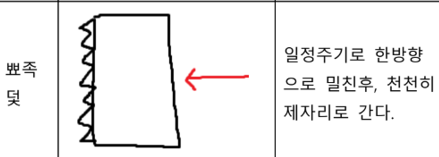 뾰족
덫
일정주기로 한방향
으로 밀친후, 천천히
제자리로 간다.